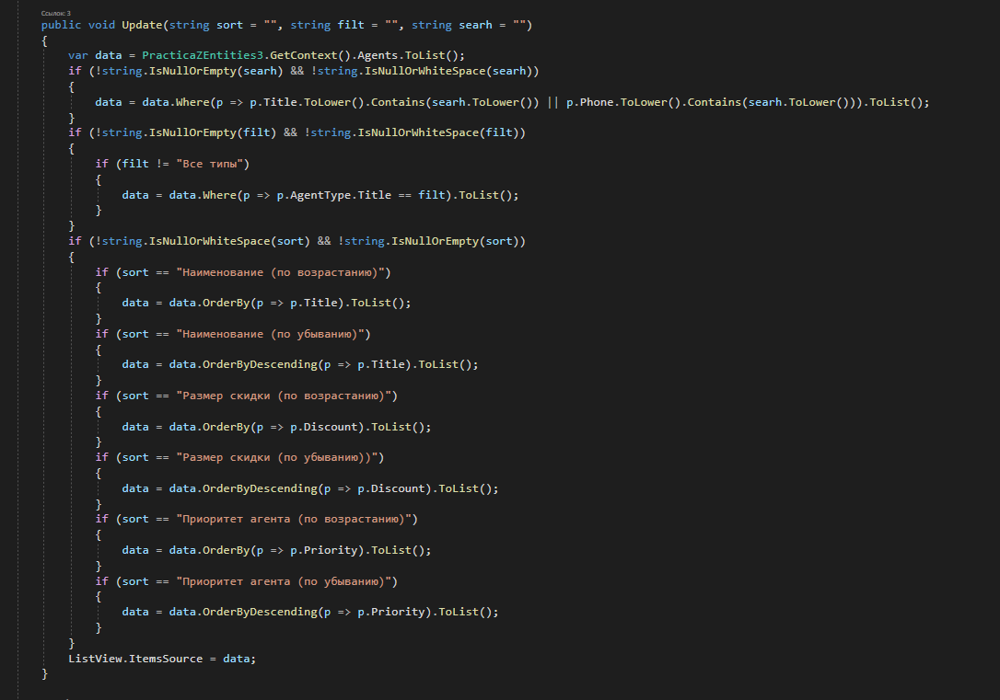 Ссылок: 3
public void Update(string sort = "", string filt = "", string searh = "")
{
var data = PracticaZEntities3.GetContext().Agents.ToList();
if (!string.IsNullOrEmpty(searh) && !string.IsNullOrWhiteSpace(searh))
{
data = data.Where(p => p.Title.ToLower().Contains(searh.ToLower()) || p.Phone.ToLower().Contains(searh.ToLower())).ToList();
}
if (!string.IsNullOrEmpty(filt) && !string.IsNullOrWhiteSpace(filt))
{
if (filt != "Все типы")
{
data = data.Where(p => p.AgentType.Title == filt).ToList();
}
}
if (!string.IsNullOrWhiteSpace(sort) && !string.IsNullOrEmpty(sort))
{
if (sort == "Наименование (по возрастанию)")
{
data = data.OrderBy(p => p.Title).ToList();
}
if (sort == "Наименование (по убыванию)")
{
data = data.OrderByDescending(p => p.Title).ToList();
}
if (sort == "Размер скидки (по возрастанию)")
{
data = data.OrderBy(p => p.Discount).ToList();
}
if (sort == "Размер скидки (по убыванию))")
{
data = data.OrderByDescending(p => p.Discount).ToList();
}
if (sort == "Приоритет агента (по возрастанию)")
{
data = data.OrderBy(p => p.Priority).ToList();
}
if (sort == "Приоритет агента (по убыванию)")
{
data = data.OrderByDescending(p => p.Priority).ToList();
}
}
ListView.ItemsSource = data;
}